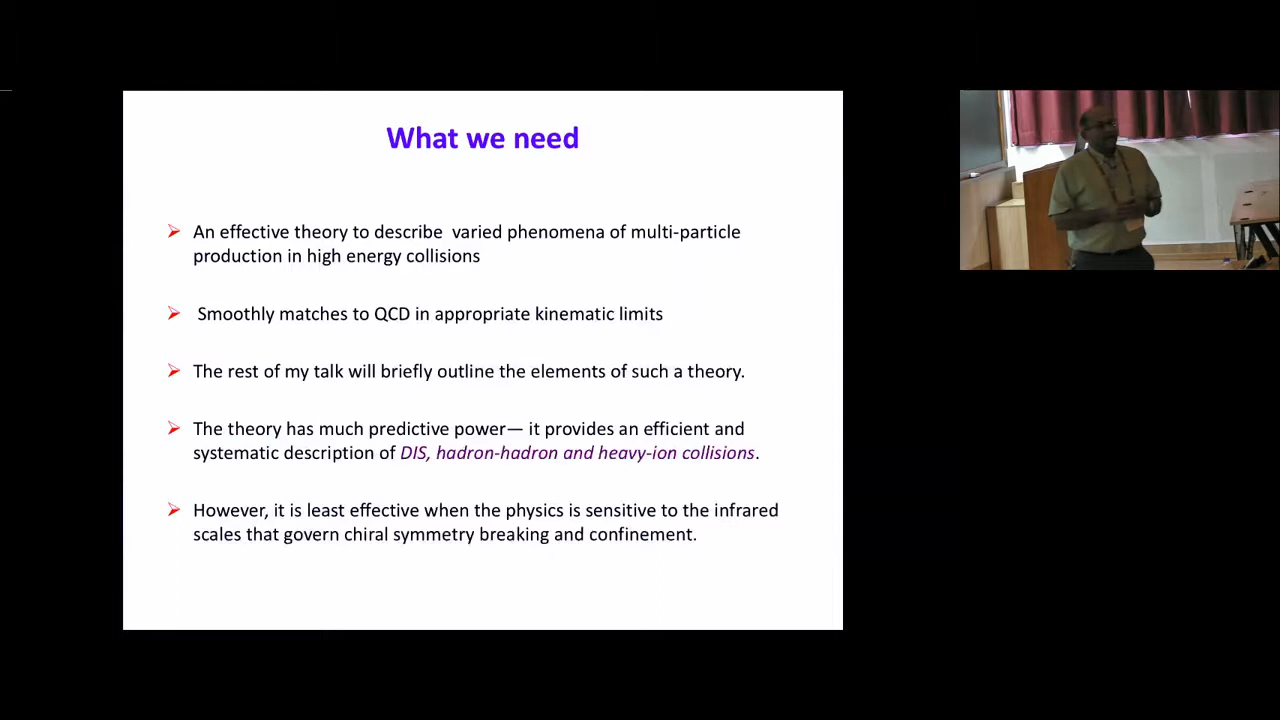 What we need
An effective theory to describe varied phenomena of multi-particle
production in high energy collisions
Smoothly matches to QCD in appropriate kinematic limits
The rest of my talk will briefly outline the elements of such a theory.
The theory has much predictive power— it provides an efficient and
systematic description of DIS, hadron-hadron and heavy-ion collisions.
However, it is least effective when the physics is sensitive to the infrared
scales that govern chiral symmetry breaking and confinement.